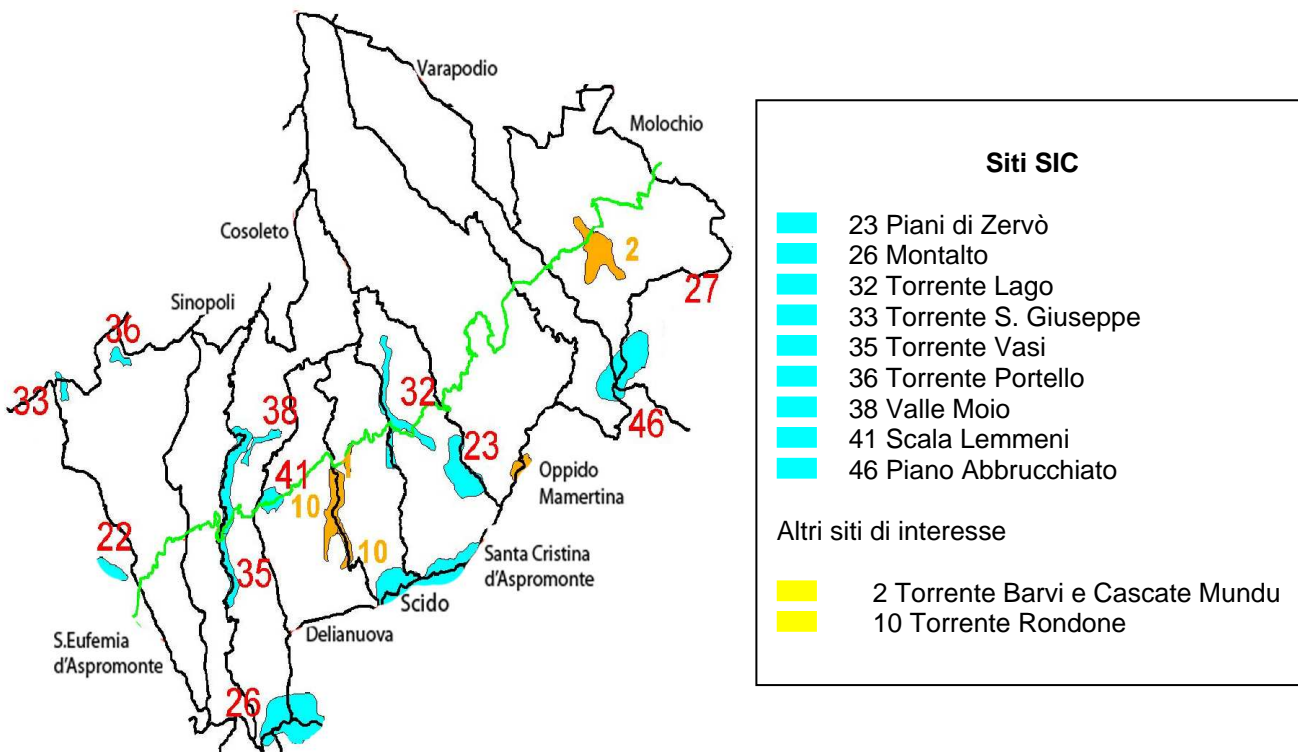 Varapodio
Molochio
Cosoleto
2
27
Sinopoli
36
33
38
32
46
23
41
Oppido
Mamertina
10
1
22
10
Santa Cristina
d'Aspromonte
35
Scido
Delianuova
S.Eufemia
d'Aspromonte
26
Siti SIC
23 Piani di Zervò
26 Montalto
32 Torrente Lago
33 Torrente S. Giuseppe
35 Torrente Vasi
36 Torrente Portello
38 Valle Moio
41 Scala Lemmeni
46 Piano Abbrucchiato
Altri siti di interesse
2 Torrente Barvi e Cascate Mundu
10 Torrente Rondone